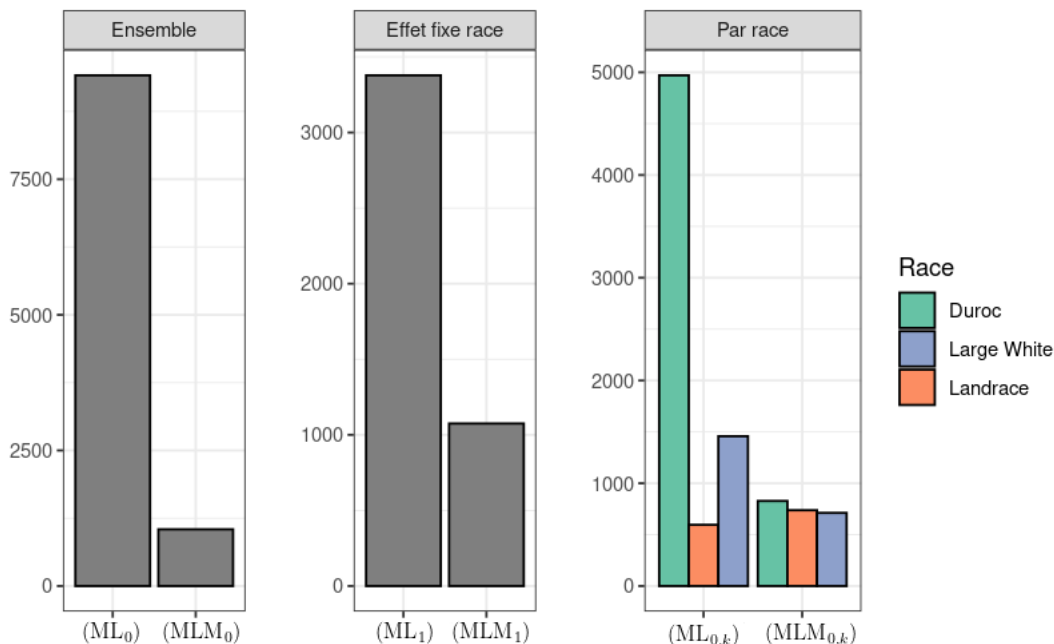 Ensemble
7500
5000
2500
0
(ML₀) (MLM₀)
Effet fixe race
3000
2000
1000
0
(ML₁) (MLM₁)
Par race
5000
4000
3000
2000
1000
0
(ML₀,ₖ) (MLM₀,ₖ)
Race
Duroc
Large White
Landrace